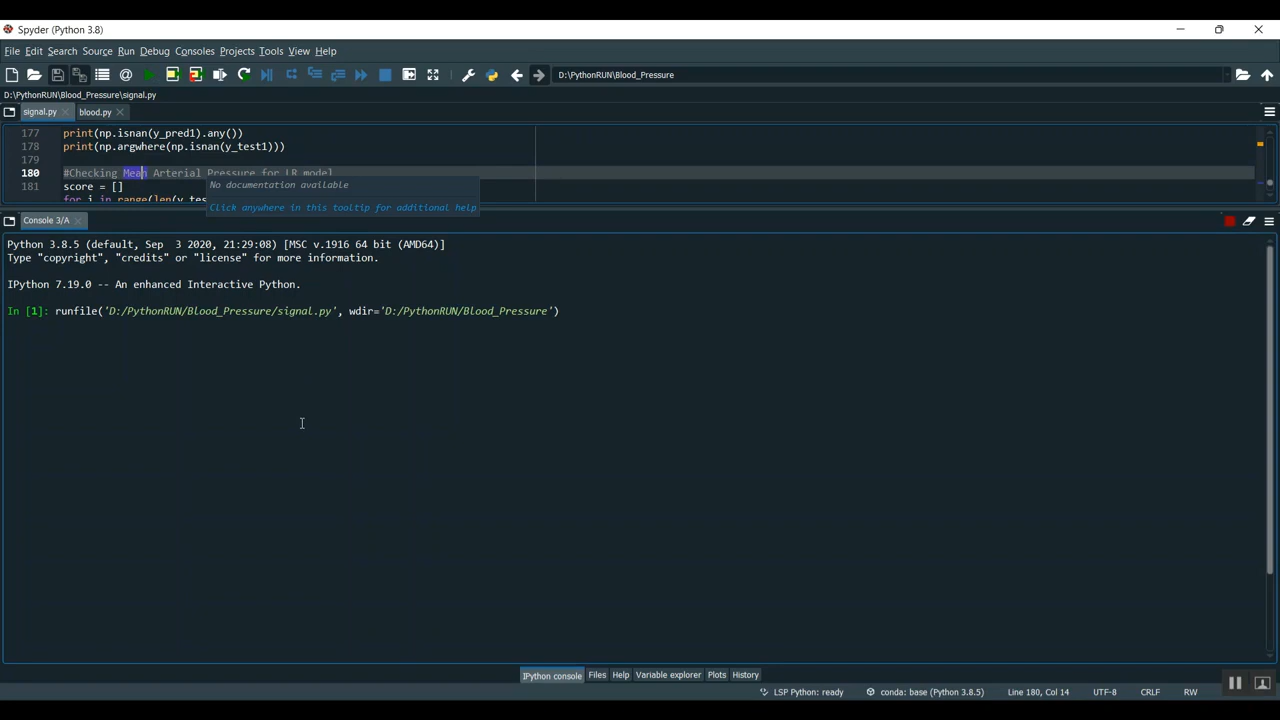 Spyder (Python 3.8)
File Edit Search Source Run Debug Consoles Projects Tools View Help
D:\PythonRUN\Blood_Pressure
D:\PythonRUN\Blood_Pressure\signal.py
signal.py blood.py
177 print(np.isnan(y_pred1).any())
178 print(np.argwhere(np.isnan(y_test1)))
179
180 #Checking Mean Arterial Pressure for LR model
181 score = []
for i in range(len(y_tes
No documentation available
Click anywhere in this tooltip for additional help
Console 3/A
Python 3.8.5 (default, Sep 3 2020, 21:29:08) [MSC v.1916 64 bit (AMD64)]
Type "copyright", "credits" or "license" for more information.
IPython 7.19.0 -- An enhanced Interactive Python.
In [1]: runfile('D:/PythonRUN/Blood_Pressure/signal.py', wdir='D:/PythonRUN/Blood_Pressure')
IPython console Files Help Variable explorer Plots History
LSP Python: ready conda: base (Python 3.8.5) Line 180, Col 14 UTF-8 CRLF RW